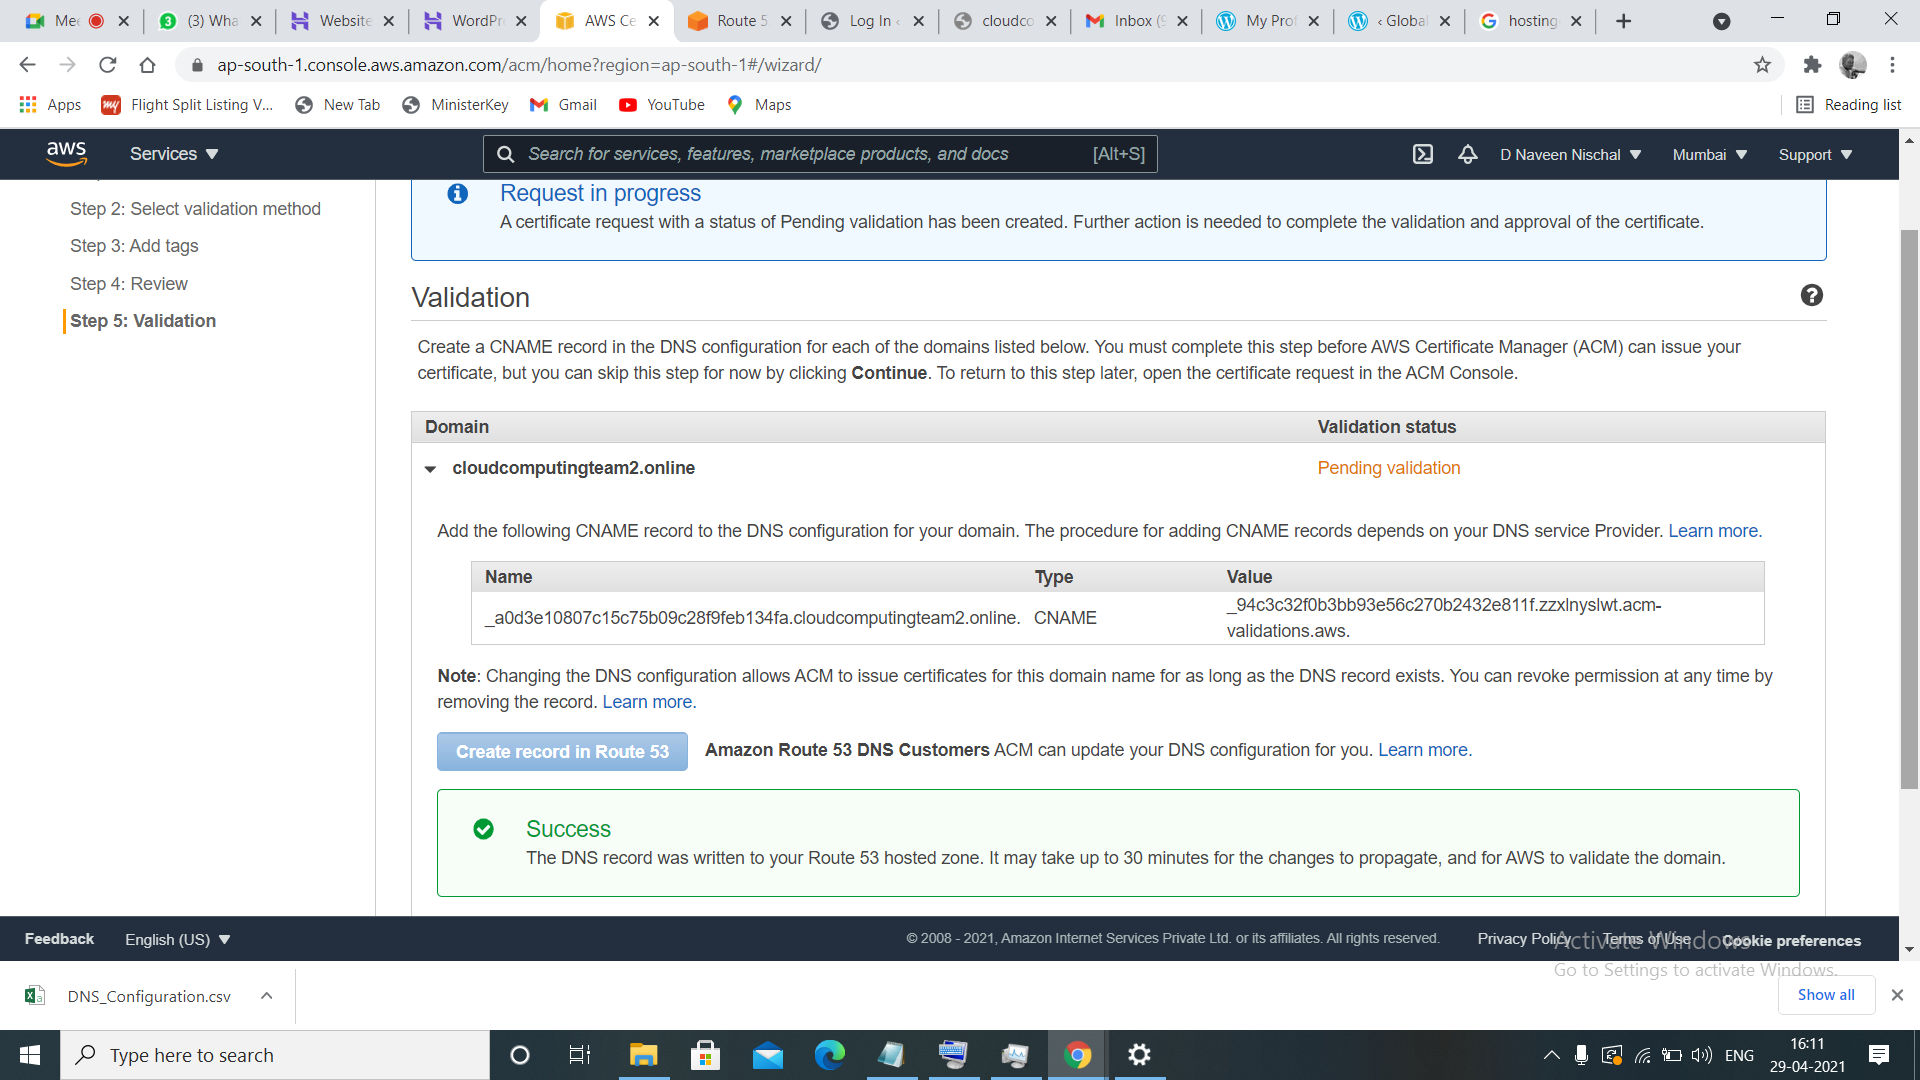 Mee
(3) Wha
Website
WordPr
AWS Ce
Route 5
Log In ‹
cloudco
Inbox (9
My Prof
‹ Global
hosting
ap-south-1.console.aws.amazon.com/acm/home?region=ap-south-1#/wizard/
Apps
Flight Split Listing V...
New Tab
MinisterKey
Gmail
YouTube
Maps
Reading list
aws
Services
Search for services, features, marketplace products, and docs
[Alt+S]
D Naveen Nischal
Mumbai
Support
Step 2: Select validation method
Step 3: Add tags
Step 4: Review
Step 5: Validation
Request in progress
A certificate request with a status of Pending validation has been created. Further action is needed to complete the validation and approval of the certificate.
Validation
Create a CNAME record in the DNS configuration for each of the domains listed below. You must complete this step before AWS Certificate Manager (ACM) can issue your
certificate, but you can skip this step for now by clicking Continue. To return to this step later, open the certificate request in the ACM Console.
Domain
Validation status
cloudcomputingteam2.online
Pending validation
Add the following CNAME record to the DNS configuration for your domain. The procedure for adding CNAME records depends on your DNS service Provider. Learn more.
Name
Type
Value
_a0d3e10807c15c75b09c28f9feb134fa.cloudcomputingteam2.online.
CNAME
_94c3c32f0b3bb93e56c270b2432e811f.zzxlnyslwt.acm-
validations.aws.
Note: Changing the DNS configuration allows ACM to issue certificates for this domain name for as long as the DNS record exists. You can revoke permission at any time by
removing the record. Learn more.
Create record in Route 53
Amazon Route 53 DNS Customers ACM can update your DNS configuration for you. Learn more.
Success
The DNS record was written to your Route 53 hosted zone. It may take up to 30 minutes for the changes to propagate, and for AWS to validate the domain.
Feedback
English (US)
© 2008 - 2021, Amazon Internet Services Private Ltd. or its affiliates. All rights reserved.
Privacy Policy
Terms of Use
Cookie preferences
Activate Windows
Go to Settings to activate Windows.
DNS_Configuration.csv
Show all
Type here to search
ENG
16:11
29-04-2021